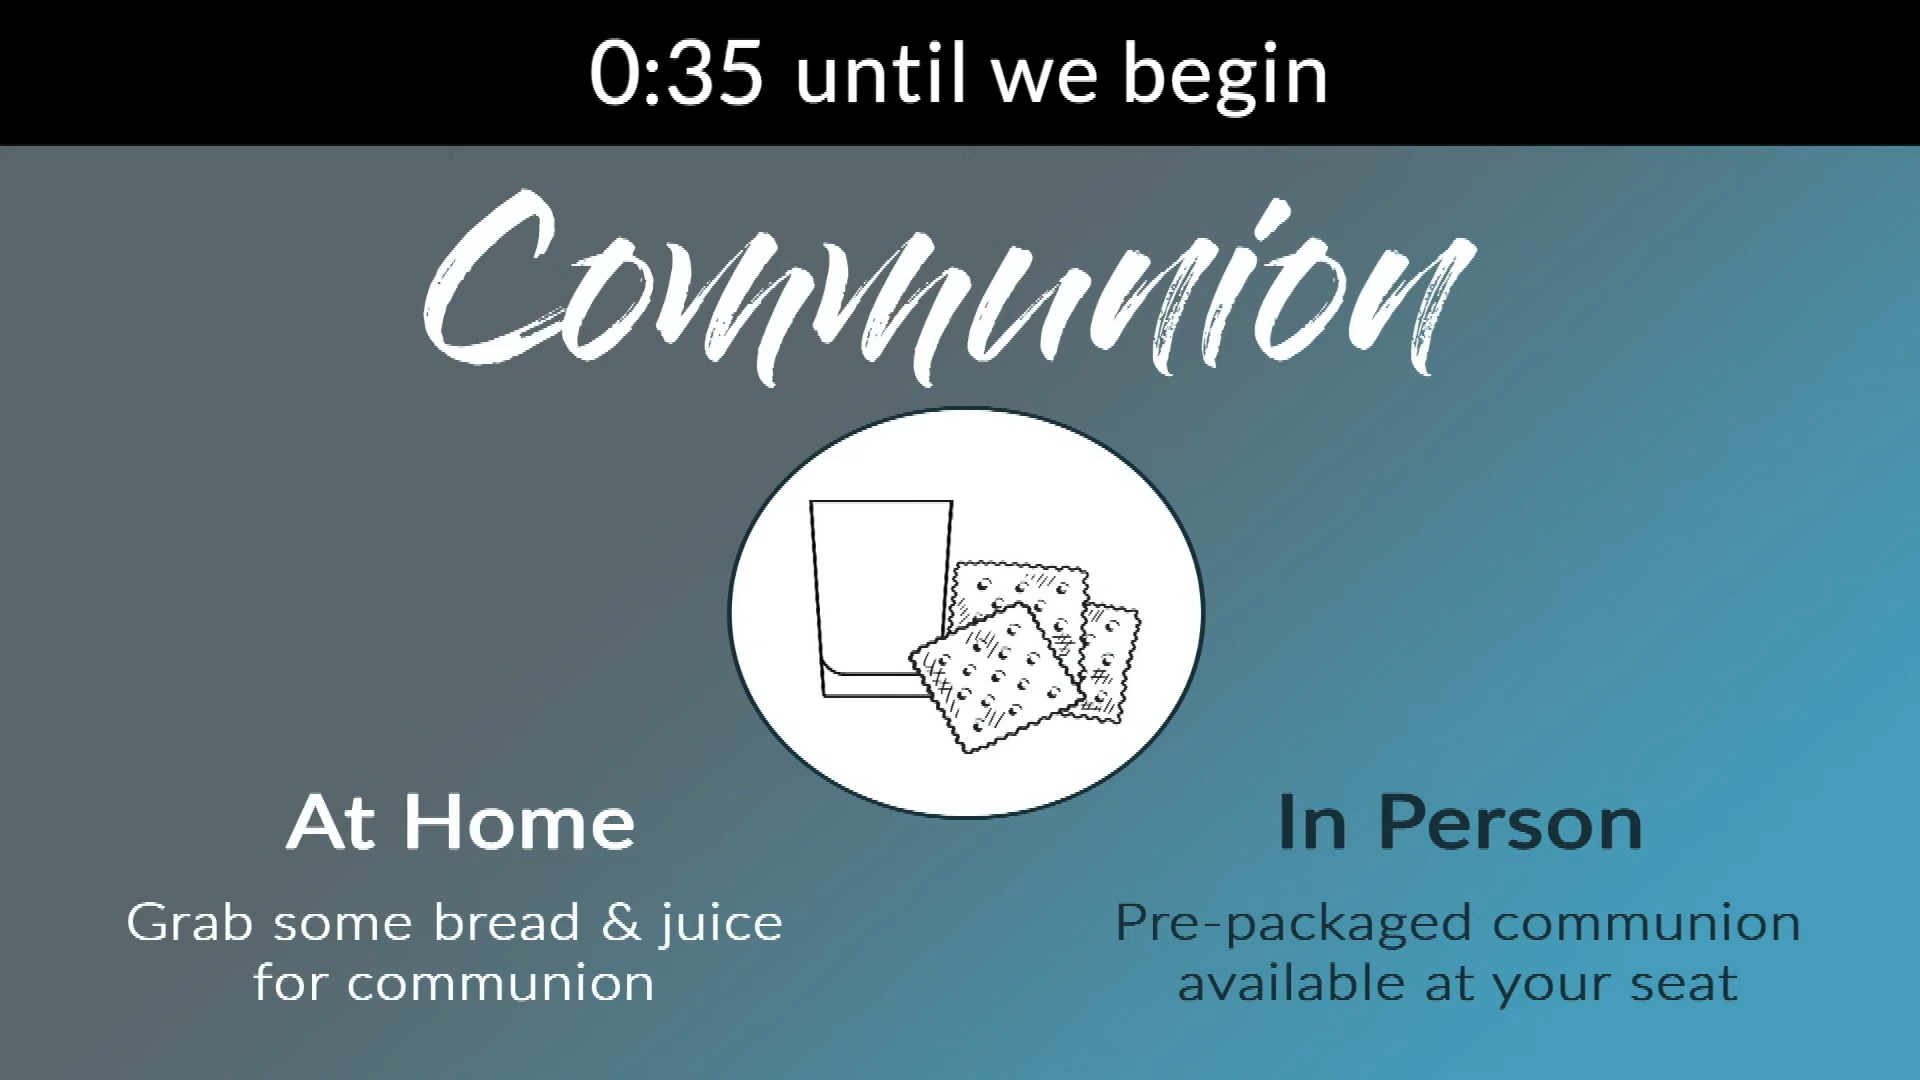 0:35 until we begin
Communion
At Home
Grab some bread & juice
for communion
In Person
Pre-packaged communion
available at your seat